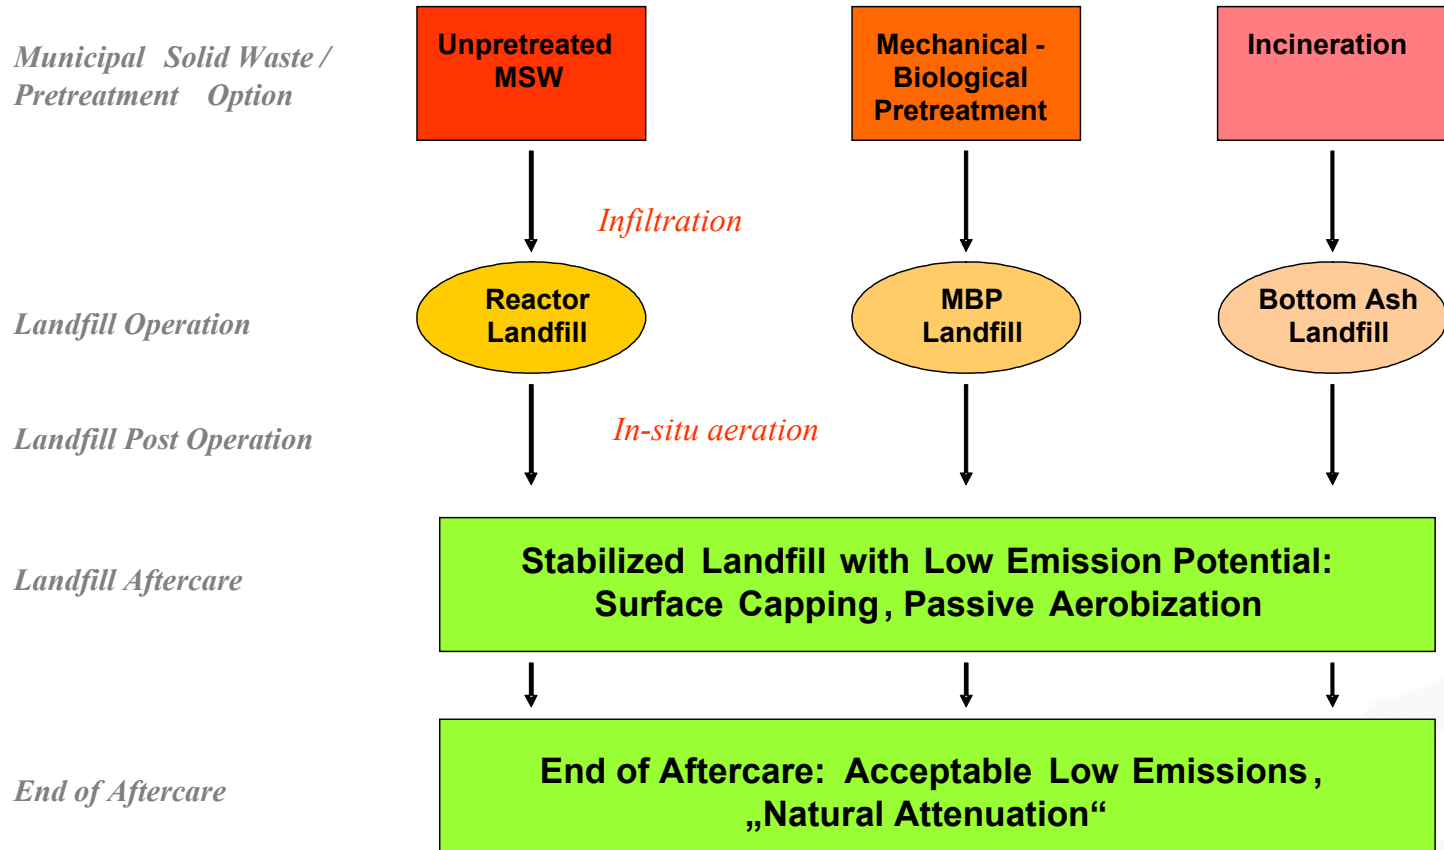 Municipal Solid Waste /
Pretreatment Option
Unpretreated
MSW
Mechanical -
Biological
Pretreatment
Incineration
Infiltration
Landfill Operation
Reactor
Landfill
MBP
Landfill
Bottom Ash
Landfill
Landfill Post Operation
In-situ aeration
Landfill Aftercare
Stabilized Landfill with Low Emission Potential:
Surface Capping, Passive Aerobization
End of Aftercare
End of Aftercare: Acceptable Low Emissions,
„Natural Attenuation“